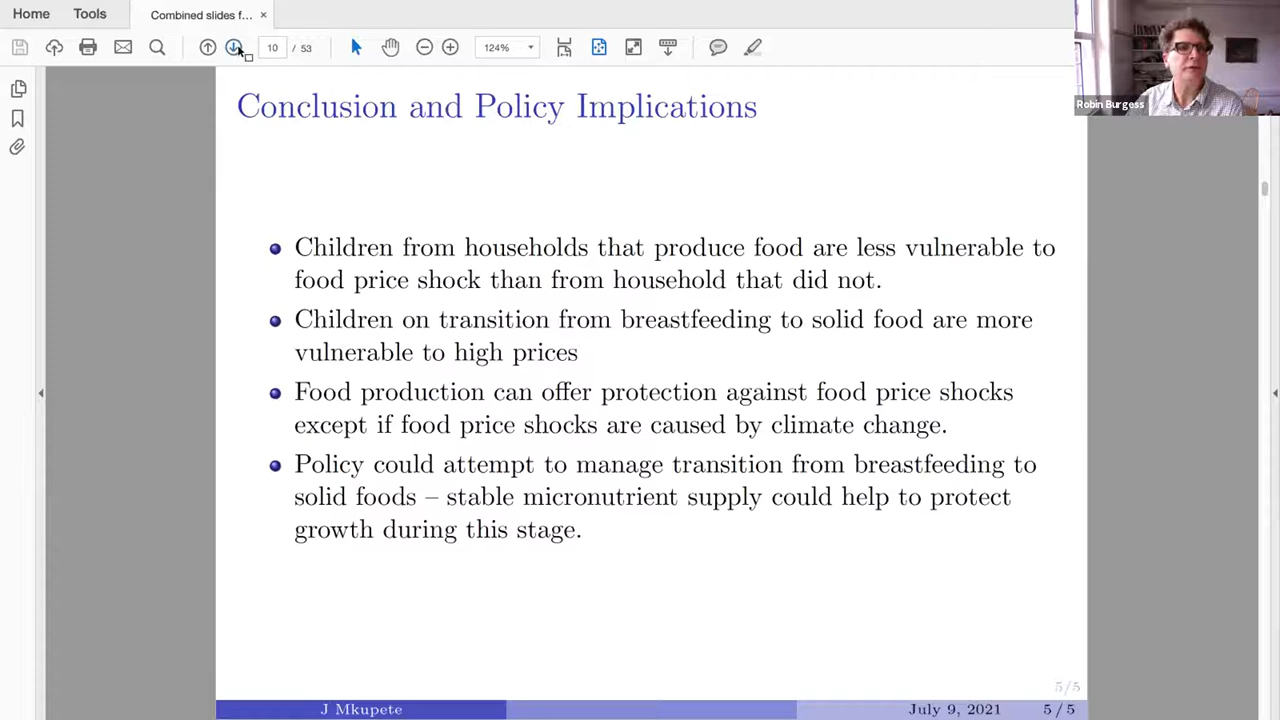 Home Tools Combined slides f... ×
10 / 53 124%
Robin Burgess
Conclusion and Policy Implications
Children from households that produce food are less vulnerable to
food price shock than from household that did not.
Children on transition from breastfeeding to solid food are more
vulnerable to high prices
Food production can offer protection against food price shocks
except if food price shocks are caused by climate change.
Policy could attempt to manage transition from breastfeeding to
solid foods – stable micronutrient supply could help to protect
growth during this stage.
5/5
J Mkupete July 9, 2021 5 / 5